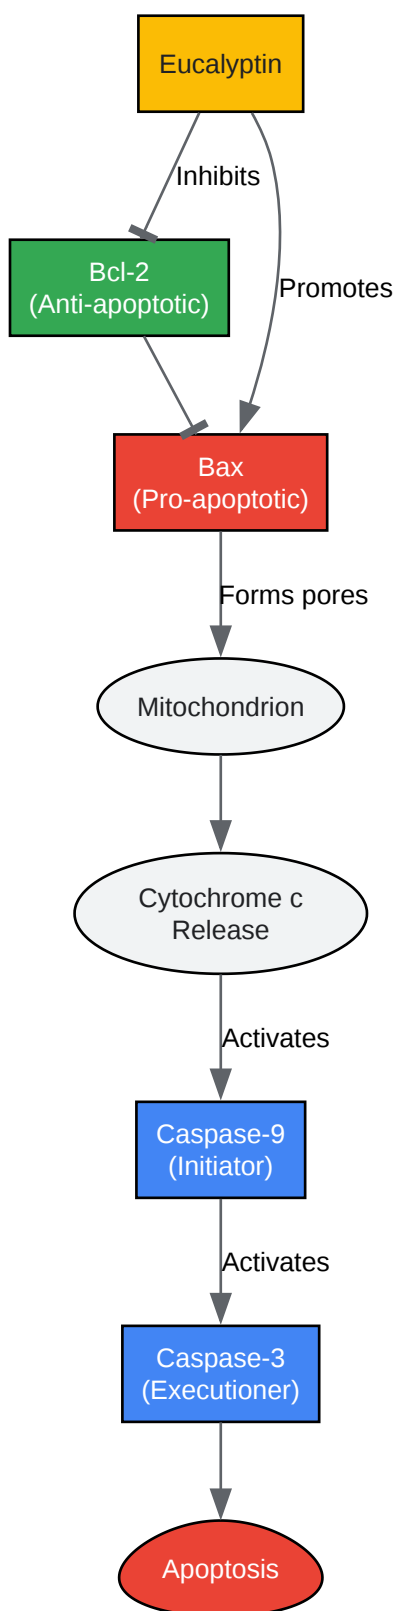 Eucalyptin
Inhibits
Bcl-2
(Anti-apoptotic)
Promotes
Bax
(Pro-apoptotic)
Forms pores
Mitochondrion
Cytochrome c
Release
Activates
Caspase-9
(Initiator)
Activates
Caspase-3
(Executioner)
Apoptosis